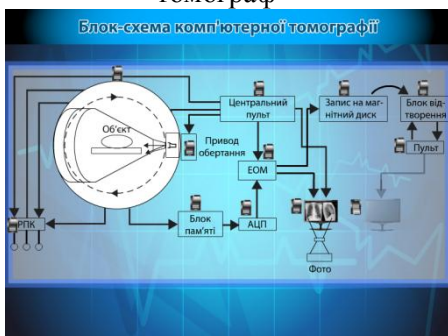 томограф
Блок-схема комп'ютерної томографії
Об'єкт
Центральний
пульт
Привод
обертання
ЕОМ
Запис на маг-
нітний диск
Блок від-
творення
Пульт
РПК
Блок
пам'яті
АЦП
Фото